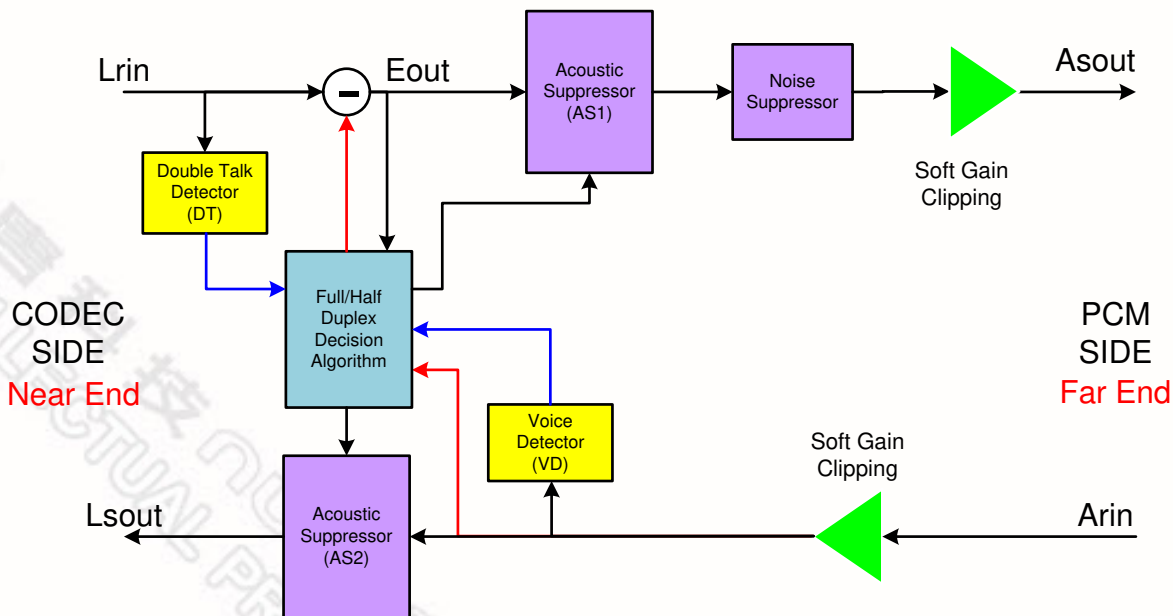 Lrin
Eout
Acoustic
Suppressor
(AS1)
Noise
Suppressor
Asout
Soft Gain
Clipping
Double Talk
Detector
(DT)
Full/Half
Duplex
Decision
Algorithm
CODEC
SIDE
Near End
PCM
SIDE
Far End
Voice
Detector
(VD)
Soft Gain
Clipping
Lsout
Acoustic
Suppressor
(AS2)
Arin
科技